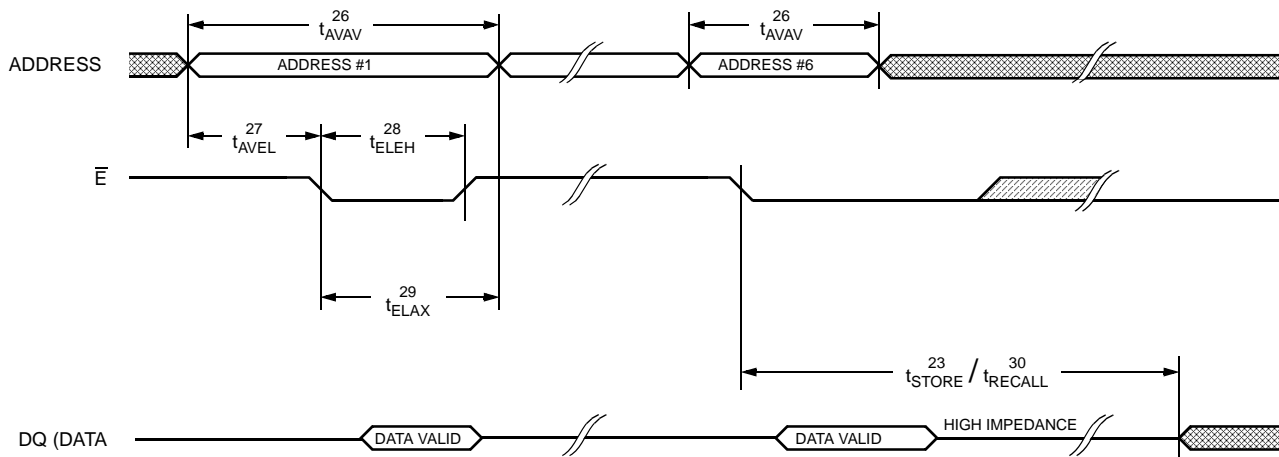 26
tAVAV
26
tAVAV
ADDRESS
ADDRESS #1
ADDRESS #6
27
tAVEL
28
tELEH
E
29
tELAX
23
tSTORE / 30
tRECALL
DQ (DATA
DATA VALID
DATA VALID
HIGH IMPEDANCE